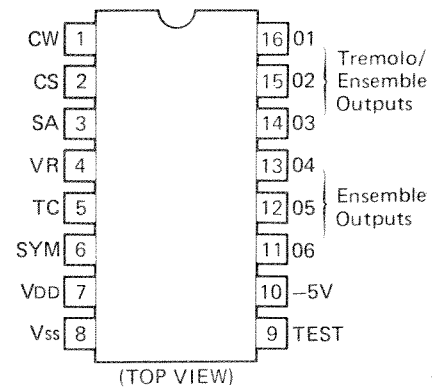 CW 1 16 01
CS 2 15 02
SA 3 14 03
Tremolo/
Ensemble
Outputs
VR 4 13 04
TC 5 12 05
SYM 6 11 06
Ensemble
Outputs
VDD 7 10 –5V
Vss 8 9 TEST
(TOP VIEW)